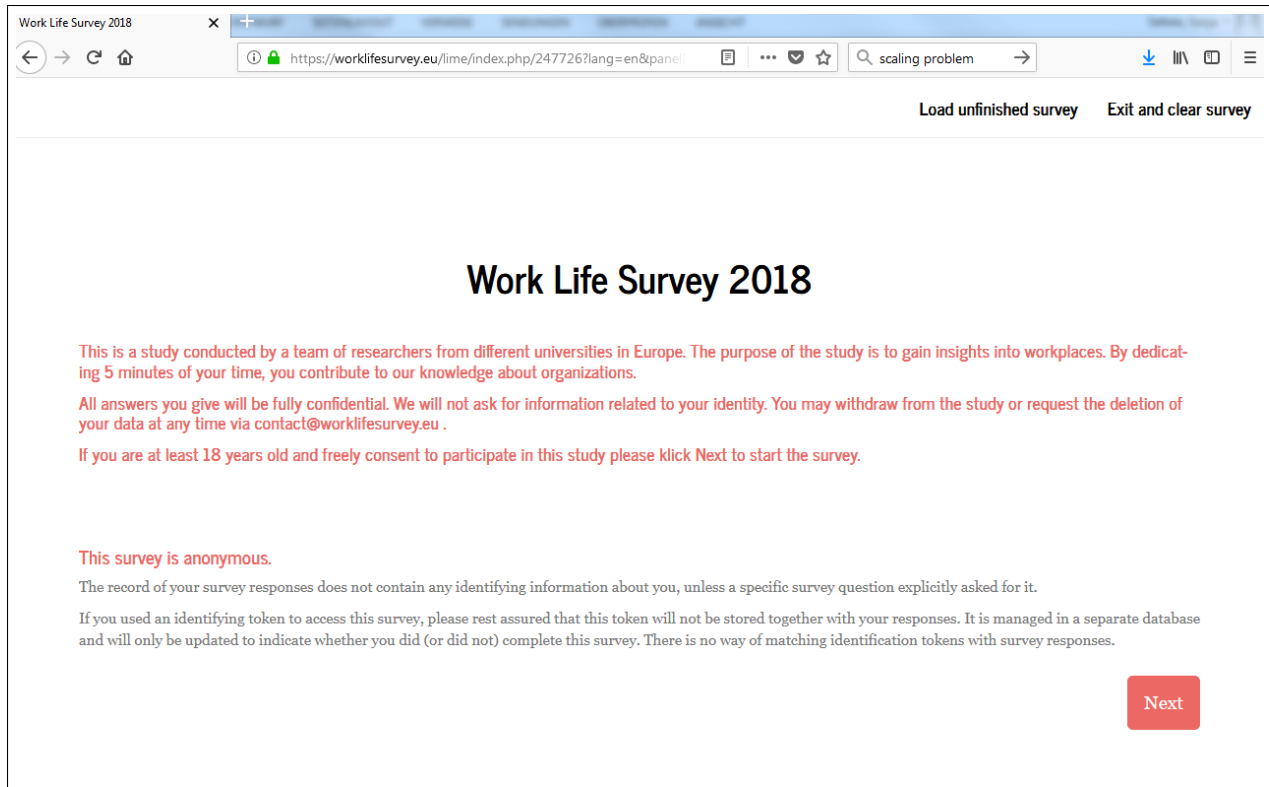 Work Life Survey 2018
https://worklifesurvey.eu/lime/index.php/247726?lang=en&panel
scaling problem
Load unfinished survey Exit and clear survey
Work Life Survey 2018
This is a study conducted by a team of researchers from different universities in Europe. The purpose of the study is to gain insights into workplaces. By dedicat-
ing 5 minutes of your time, you contribute to our knowledge about organizations.
All answers you give will be fully confidential. We will not ask for information related to your identity. You may withdraw from the study or request the deletion of
your data at any time via contact@worklifesurvey.eu .
If you are at least 18 years old and freely consent to participate in this study please klick Next to start the survey.
This survey is anonymous.
The record of your survey responses does not contain any identifying information about you, unless a specific survey question explicitly asked for it.
If you used an identifying token to access this survey, please rest assured that this token will not be stored together with your responses. It is managed in a separate database
and will only be updated to indicate whether you did (or did not) complete this survey. There is no way of matching identification tokens with survey responses.
Next